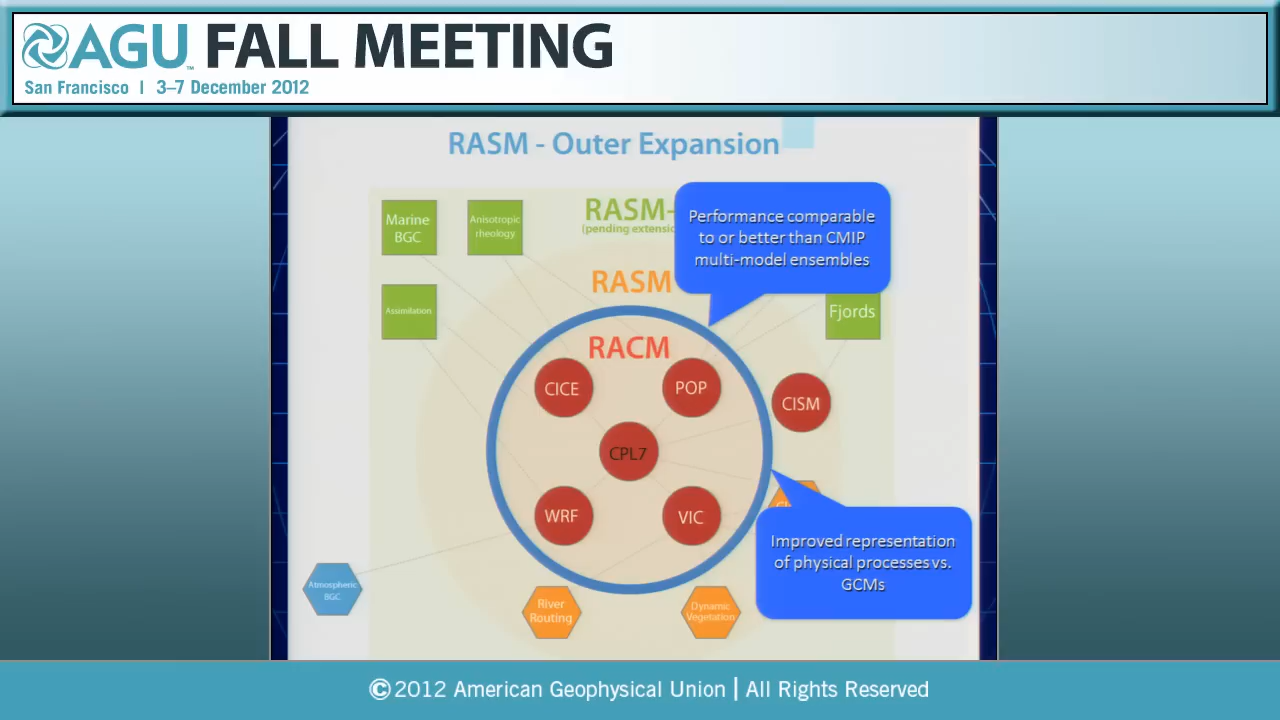 AGU FALL MEETING
San Francisco | 3–7 December 2012
RASM - Outer Expansion
Marine
BGC
Anisotropic
rheology
RASM-
(pending
Performance comparable
to or better than CMIP
multi-model ensembles
RASM
Assimilation
Fjords
RACM
CICE
POP
CISM
CPL7
WRF
VIC
Improved representation
of physical processes vs.
GCMs
Atmospheric
BGC
River
Routing
Dynamic
Vegetation
©2012 American Geophysical Union | All Rights Reserved